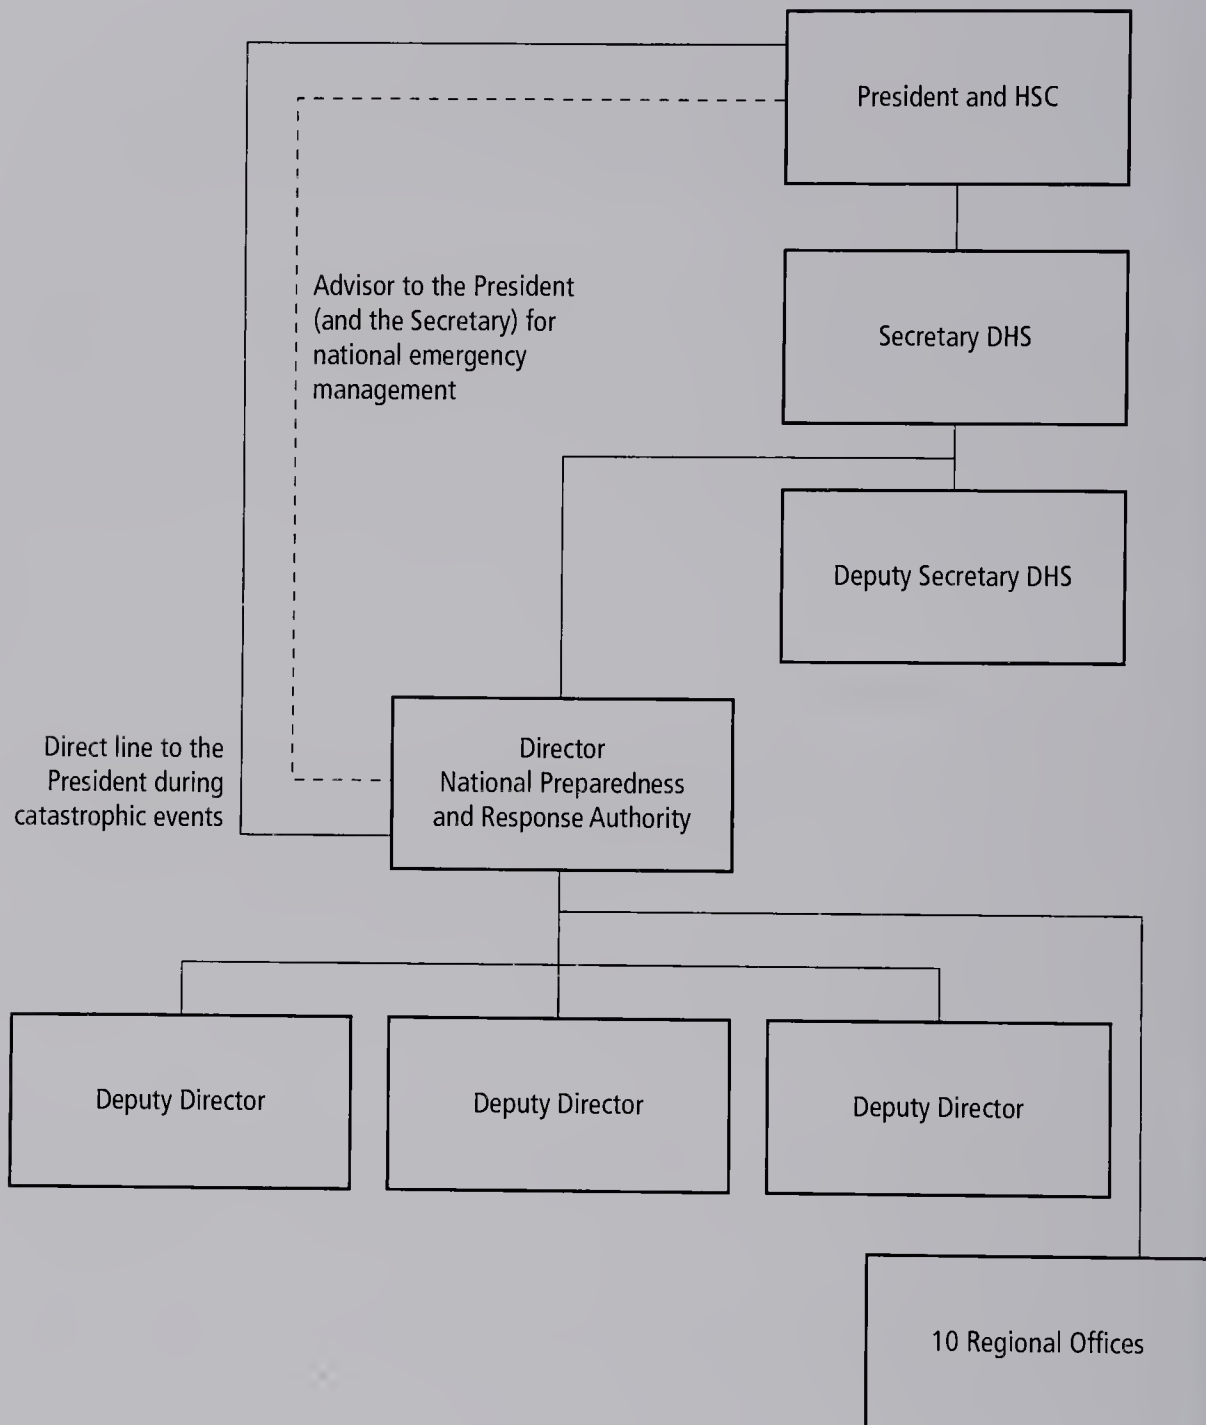 President and HSC
Advisor to the President
(and the Secretary) for
national emergency
management
Secretary DHS
Deputy Secretary DHS
Direct line to the
President during
catastrophic events
Director
National Preparedness
and Response Authority
Deputy Director
Deputy Director
Deputy Director
10 Regional Offices